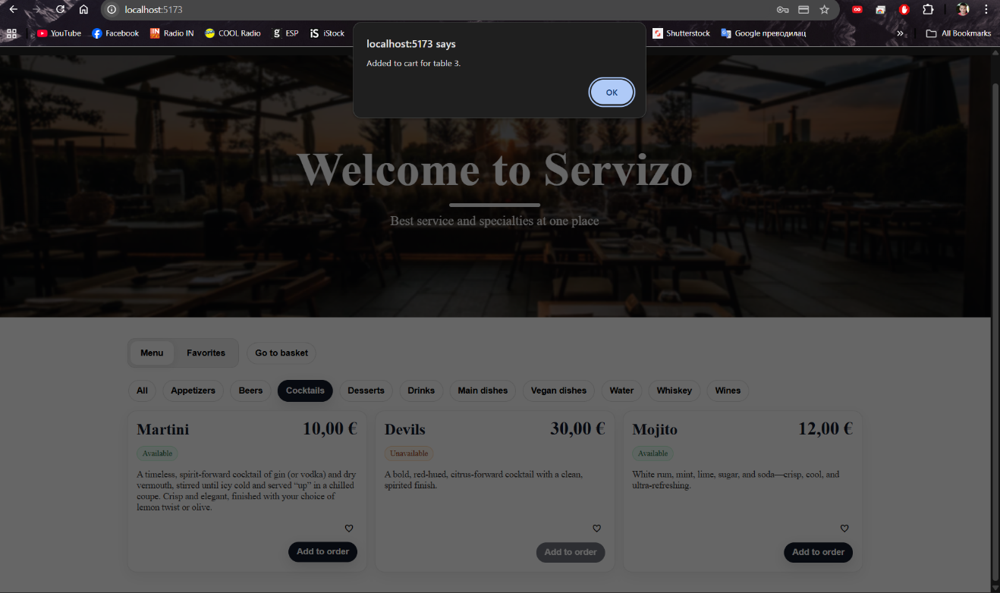 localhost:5173
YouTube Facebook Radio IN COOL Radio ESP iStock Shutterstock Google преводилац » All Bookmarks
localhost:5173 says
Added to cart for table 3.
OK
Welcome to Servizo
Best service and specialties at one place
Menu Favorites Go to basket
All Appetizers Beers Cocktails Desserts Drinks Main dishes Vegan dishes Water Whiskey Wines
Martini 10,00 €
Available
A timeless, spirit-forward cocktail of gin (or vodka) and dry
vermouth, stirred until icy cold and served “up” in a chilled
coupe. Crisp and elegant, finished with your choice of
lemon twist or olive.
Add to order
Devils 30,00 €
Unavailable
A bold, red-hued, citrus-forward cocktail with a clean,
spirited finish.
Add to order
Mojito 12,00 €
Available
White rum, mint, lime, sugar, and soda—crisp, cool, and
ultra-refreshing.
Add to order